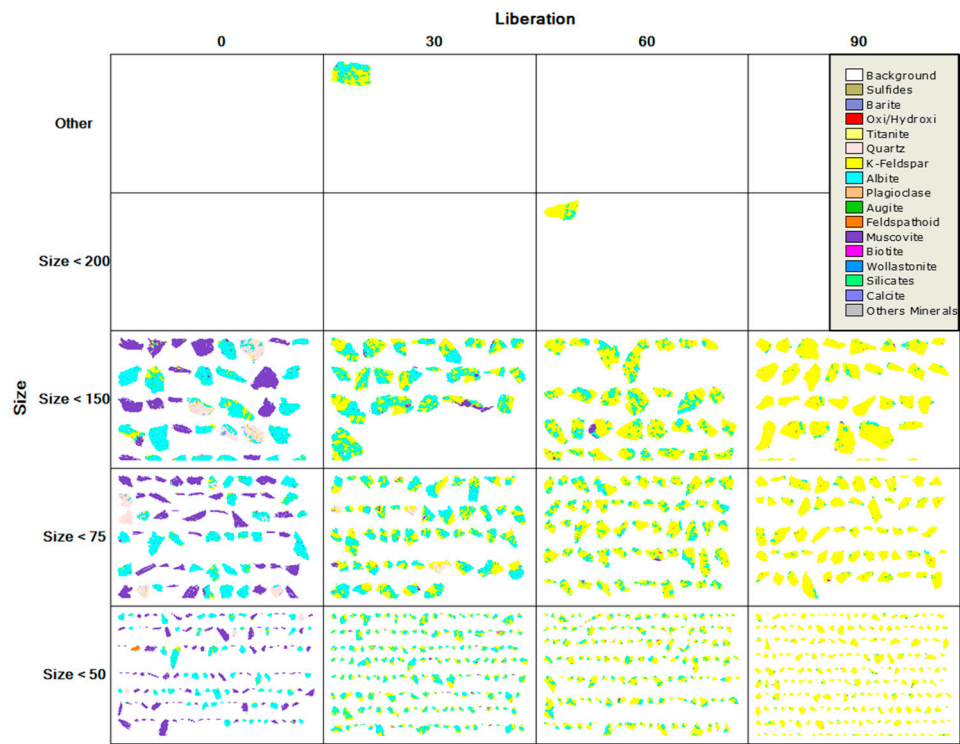 Liberation
0 30 60 90
Other
Size < 200
Size
Size < 150
Size < 75
Size < 50
Background
Sulfides
Barite
Oxi/Hydroxi
Titanite
Quartz
K-Feldspar
Albite
Plagioclase
Augite
Feldspathoid
Muscovite
Biotite
Wollastonite
Silicates
Calcite
Others Minerals